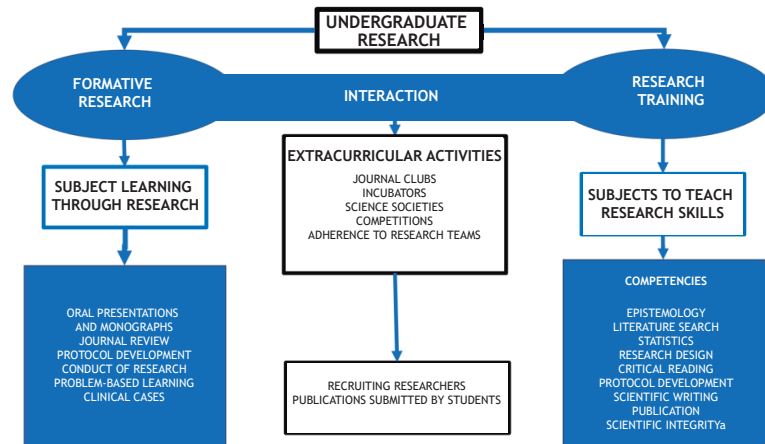 UNDERGRADUATE
RESEARCH
FORMATIVE
RESEARCH
INTERACTION
RESEARCH
TRAINING
SUBJECT LEARNING
THROUGH RESEARCH
EXTRACURRICULAR ACTIVITIES
JOURNAL CLUBS
INCUBATORS
SCIENCE SOCIETIES
COMPETITIONS
ADHERENCE TO RESEARCH TEAMS
SUBJECTS TO TEACH
RESEARCH SKILLS
ORAL PRESENTATIONS
AND MONOGRAPHS
JOURNAL REVIEW
PROTOCOL DEVELOPMENT
CONDUCT OF RESEARCH
PROBLEM-BASED LEARNING
CLINICAL CASES
RECRUITING RESEARCHERS
PUBLICATIONS SUBMITTED BY STUDENTS
COMPETENCIES
EPISTEMOLOGY
LITERATURE SEARCH
STATISTICS
RESEARCH DESIGN
CRITICAL READING
PROTOCOL DEVELOPMENT
SCIENTIFIC WRITING
PUBLICATION
SCIENTIFIC INTEGRITYa